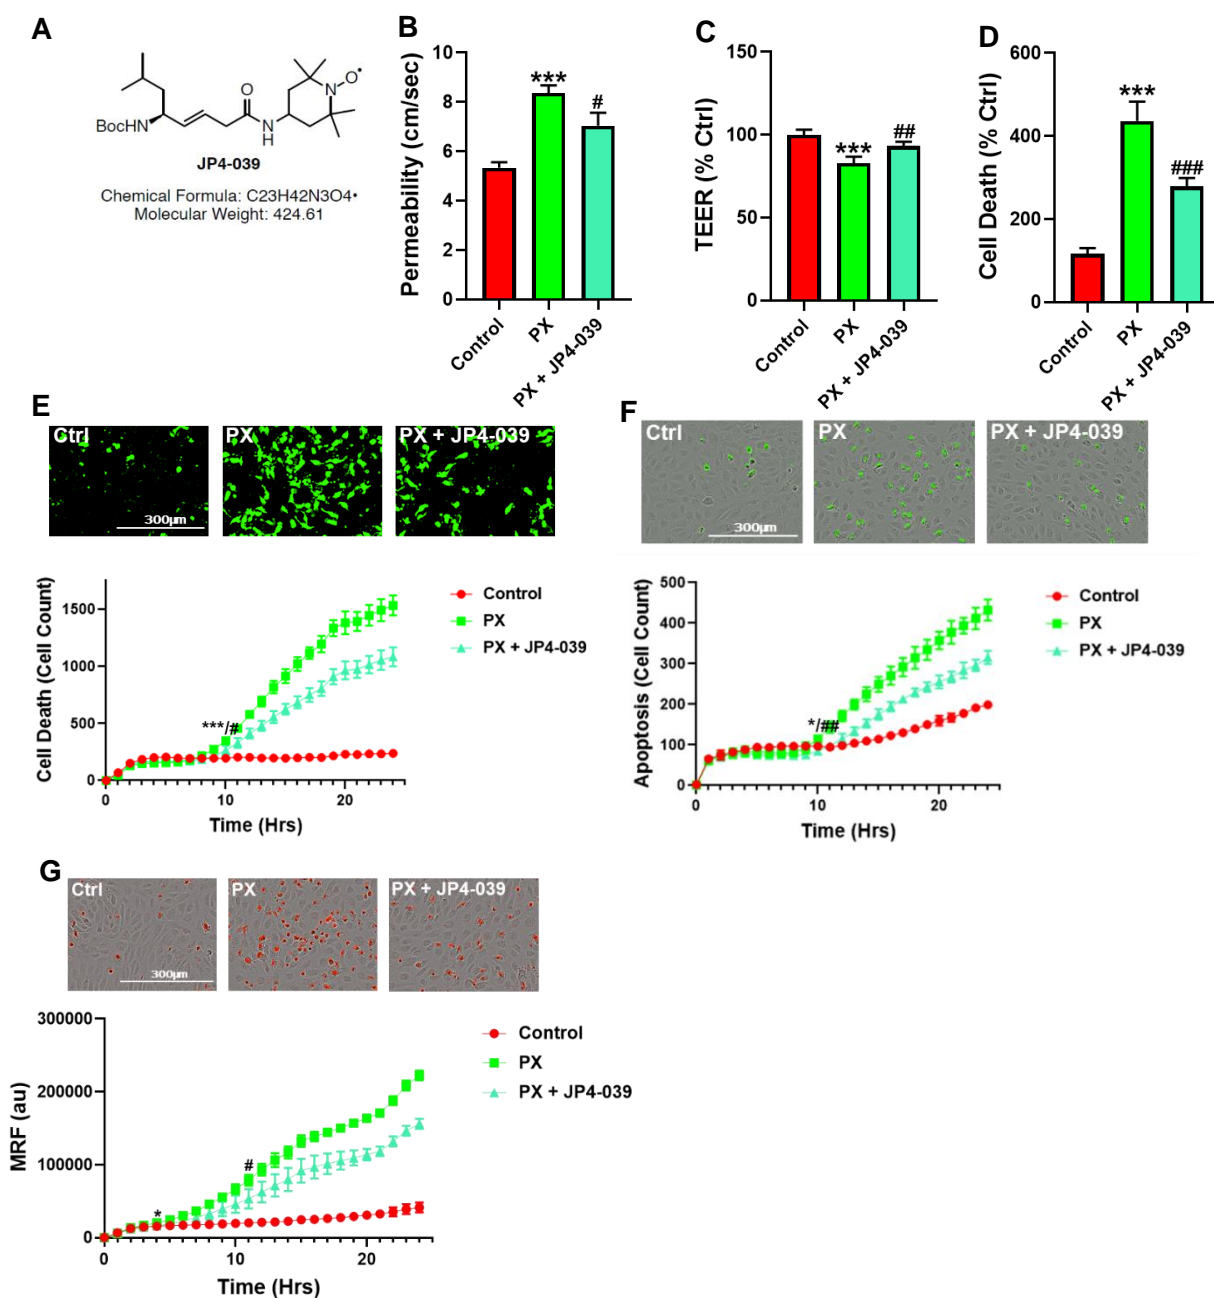 A
BocHN
O
N
H
N
O•
JP4-039
Chemical Formula: C23H42N3O4•
Molecular Weight: 424.61
B
Permeability (cm/sec)
10
8
6
4
2
0
***
#
Control
PX
PX + JP4-039
C
TEER (% Ctrl)
150
100
50
0
***
##
Control
PX
PX + JP4-039
D
Cell Death (% Ctrl)
600
400
200
0
***
###
Control
PX
PX + JP4-039
E
Ctrl
PX
PX + JP4-039
300µm
Cell Death (Cell Count)
1500
1000
500
0
***/#
0
10
20
Time (Hrs)
Control
PX
PX + JP4-039
F
Ctrl
PX
PX + JP4-039
300µm
Apoptosis (Cell Count)
500
400
300
200
100
0
*/##
0
10
20
Time (Hrs)
Control
PX
PX + JP4-039
G
Ctrl
PX
PX + JP4-039
300µm
MRF (au)
300000
200000
100000
0
*
#
0
10
20
Time (Hrs)
Control
PX
PX + JP4-039